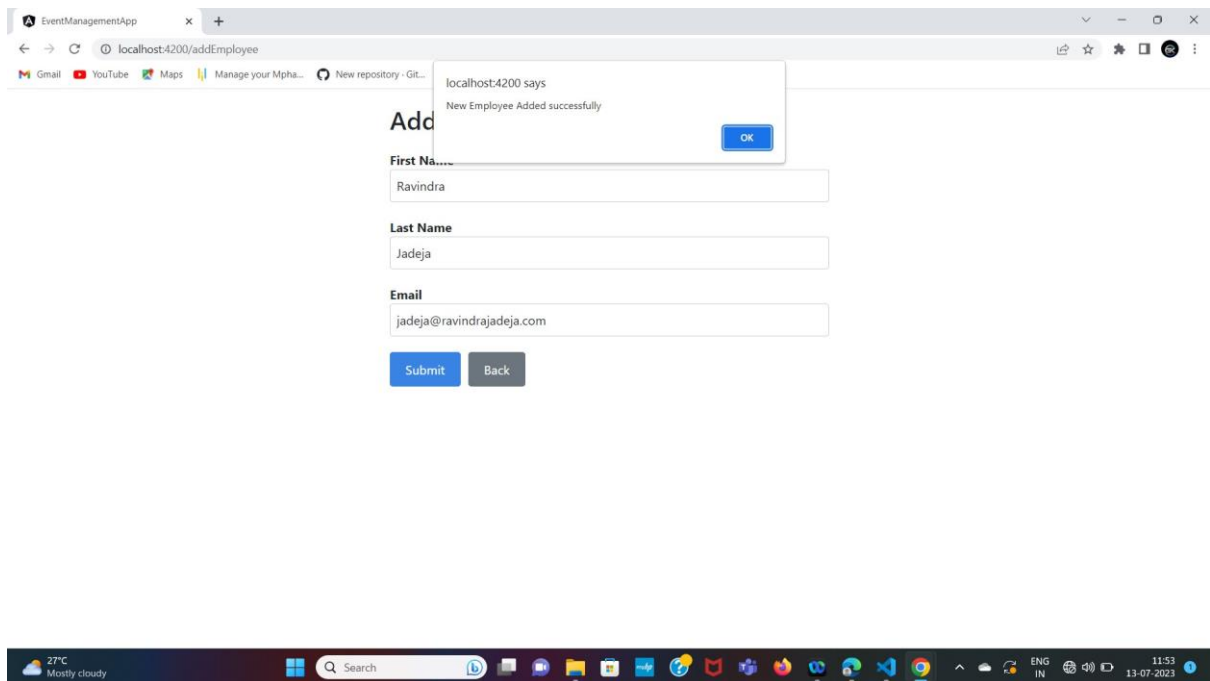 EventManagementApp
localhost:4200/addEmployee
Gmail YouTube Maps Manage your Mpha... New repository · Git...
localhost:4200 says
New Employee Added successfully
OK
Add
First Name
Ravindra
Last Name
Jadeja
Email
jadeja@ravindrajadeja.com
Submit Back
27°C
Mostly cloudy
Search
ENG
IN
11:53
13-07-2023
1